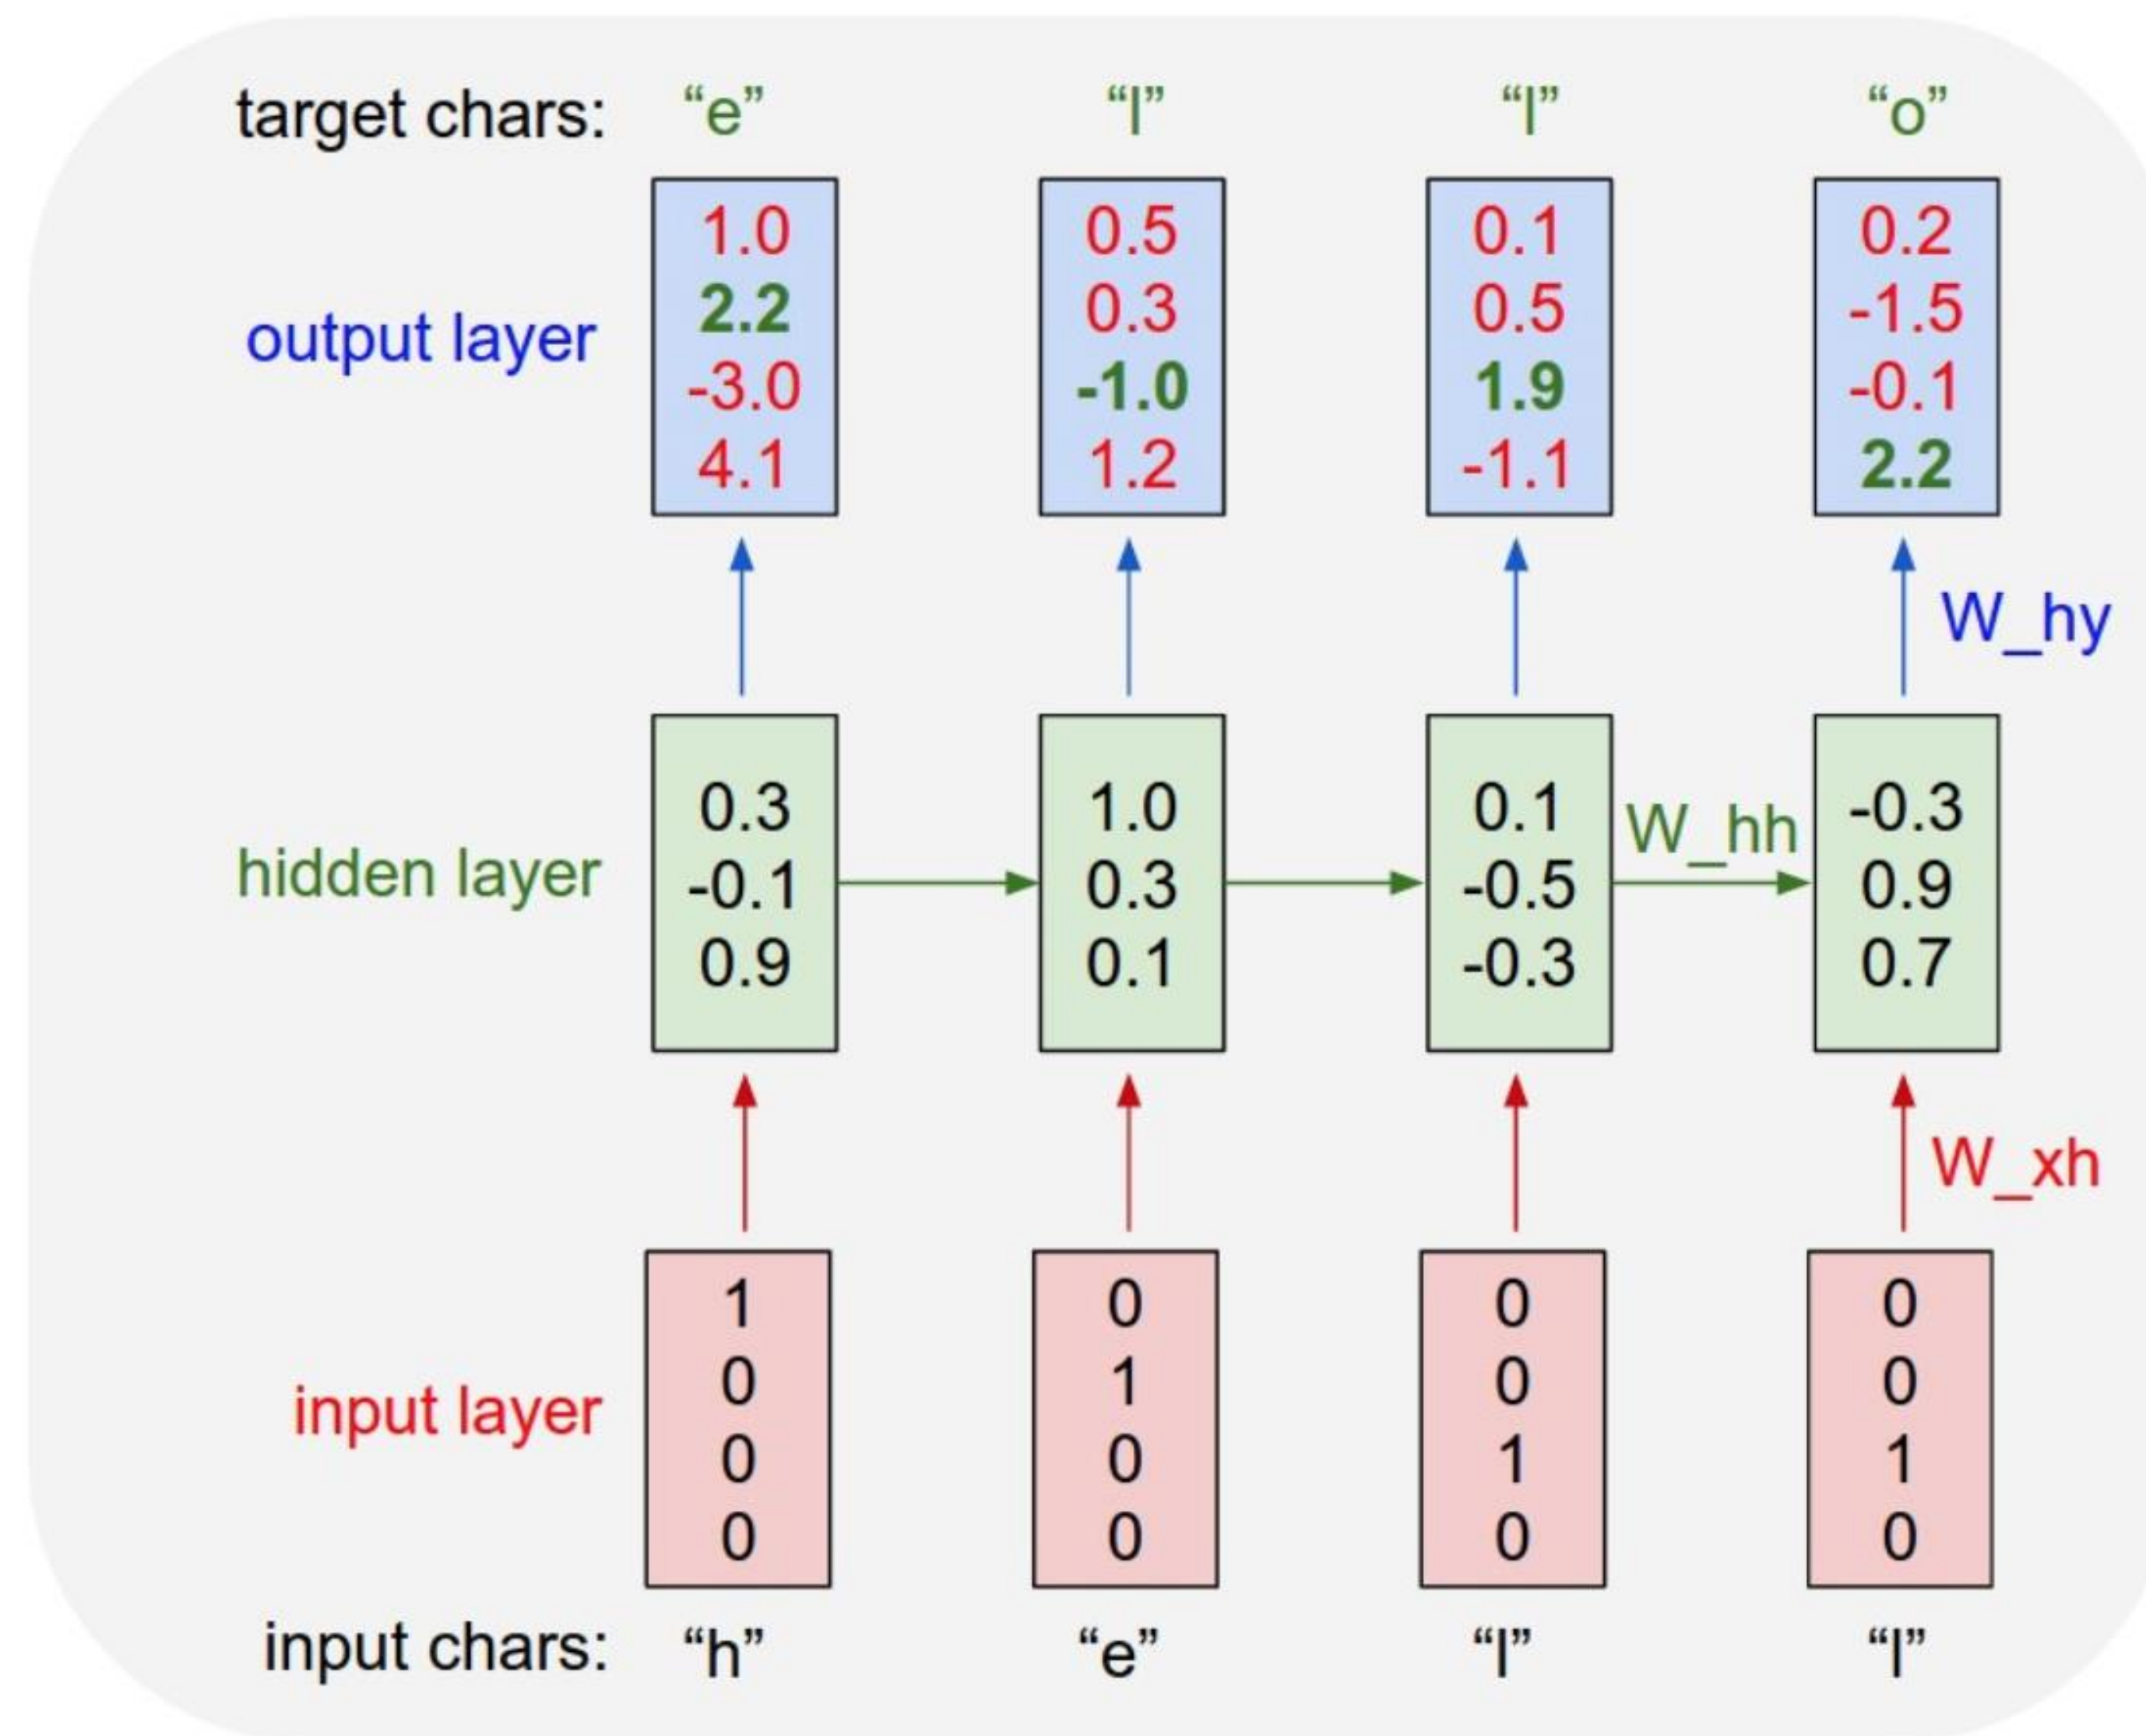 target chars: “e” “l” “l” “o”
1.0 0.5 0.1 0.2
2.2 0.3 0.5 -1.5
output layer
-3.0 -1.0 1.9 -0.1
4.1 1.2 -1.1 2.2
W_hy
0.3 1.0 0.1 -0.3
W_hh
hidden layer -0.1 0.3 -0.5 0.9
0.9 0.1 -0.3 0.7
W_xh
1 0 0 0
0 1 0 0
input layer
0 0 1 1
0 0 0 0
input chars: “h” “e” “l” “l”